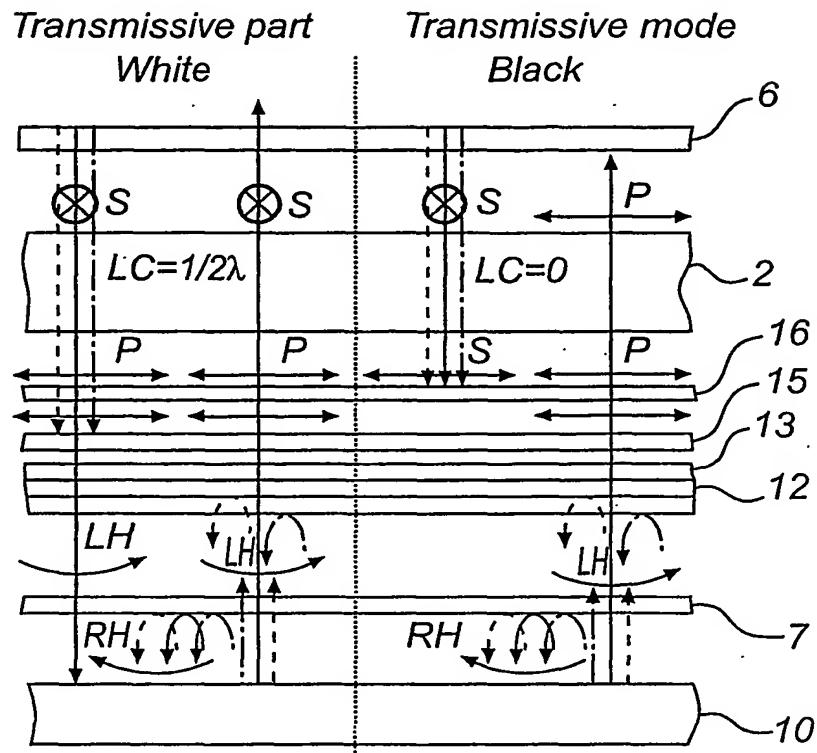 Transmissive part
White
Transmissive mode
Black
6
S
S
S
P
LC=1/2λ
LC=0
2
P
P
S
P
16
15
13
12
LH
LH
LH
7
RH
RH
10